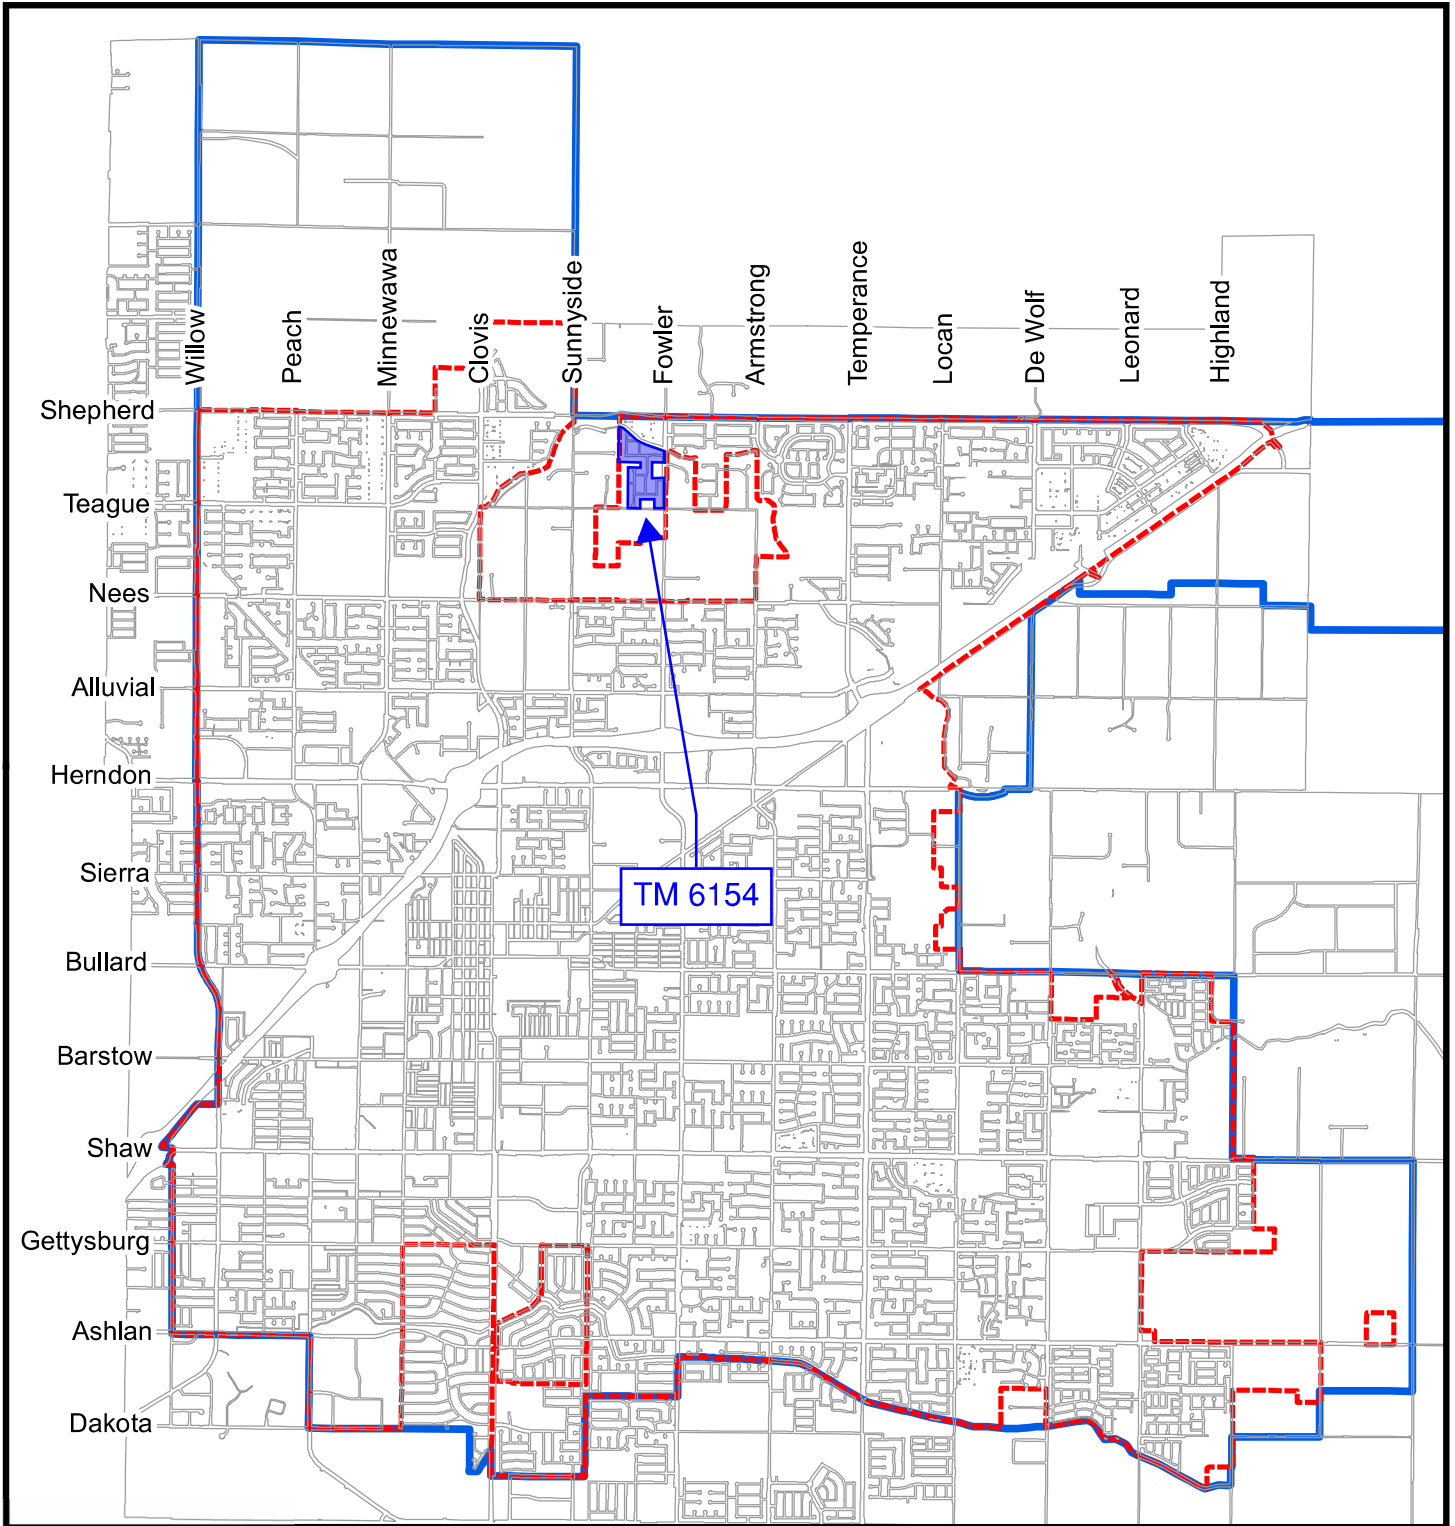 Willow
Peach
Minnewawa
Clovis
Sunnyside
Fowler
Armstrong
Temperance
Locan
De Wolf
Leonard
Highland
Shepherd
Teague
Nees
Alluvial
Herndon
Sierra
TM 6154
Bullard
Barstow
Shaw
Gettysburg
Ashlan
Dakota